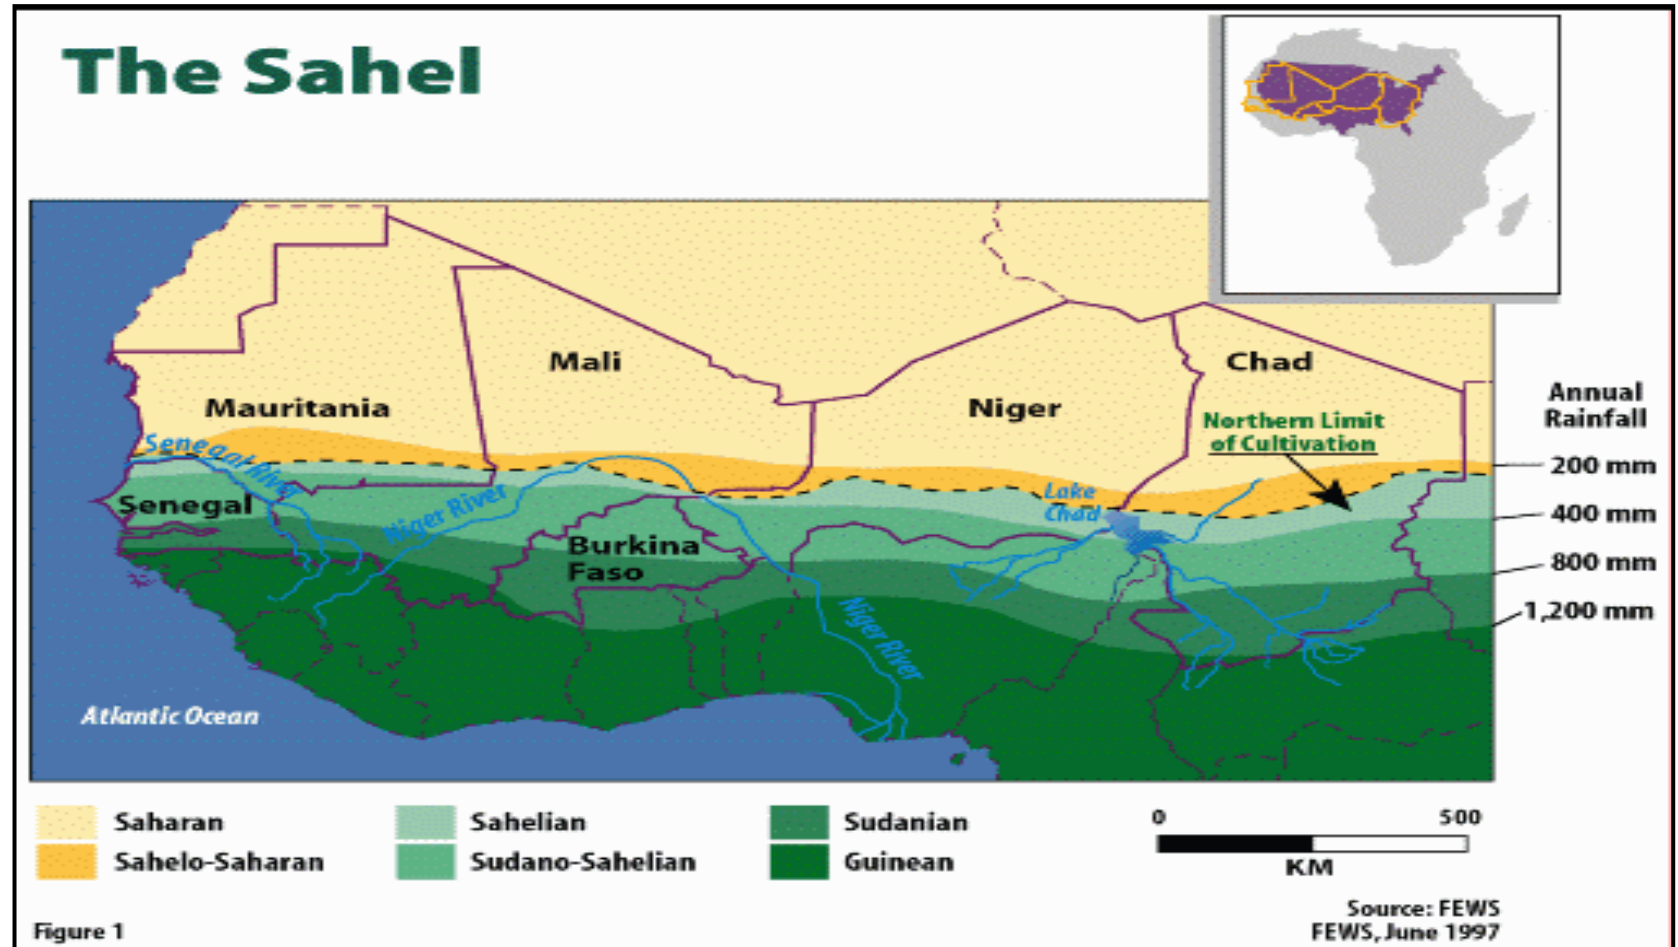 The Sahel
Mali
Chad
Mauritania
Niger
Annual
Rainfall
Northern Limit
of Cultivation
Senegal River
200 mm
Lake
Chad
Senegal
Niger River
400 mm
Burkina
Faso
800 mm
1,200 mm
Niger River
Atlantic Ocean
Saharan
Sahelian
Sudanian
0 500
Sahelo-Saharan
Sudano-Sahelian
Guinean
KM
Source: FEWS
Figure 1
FEWS, June 1997